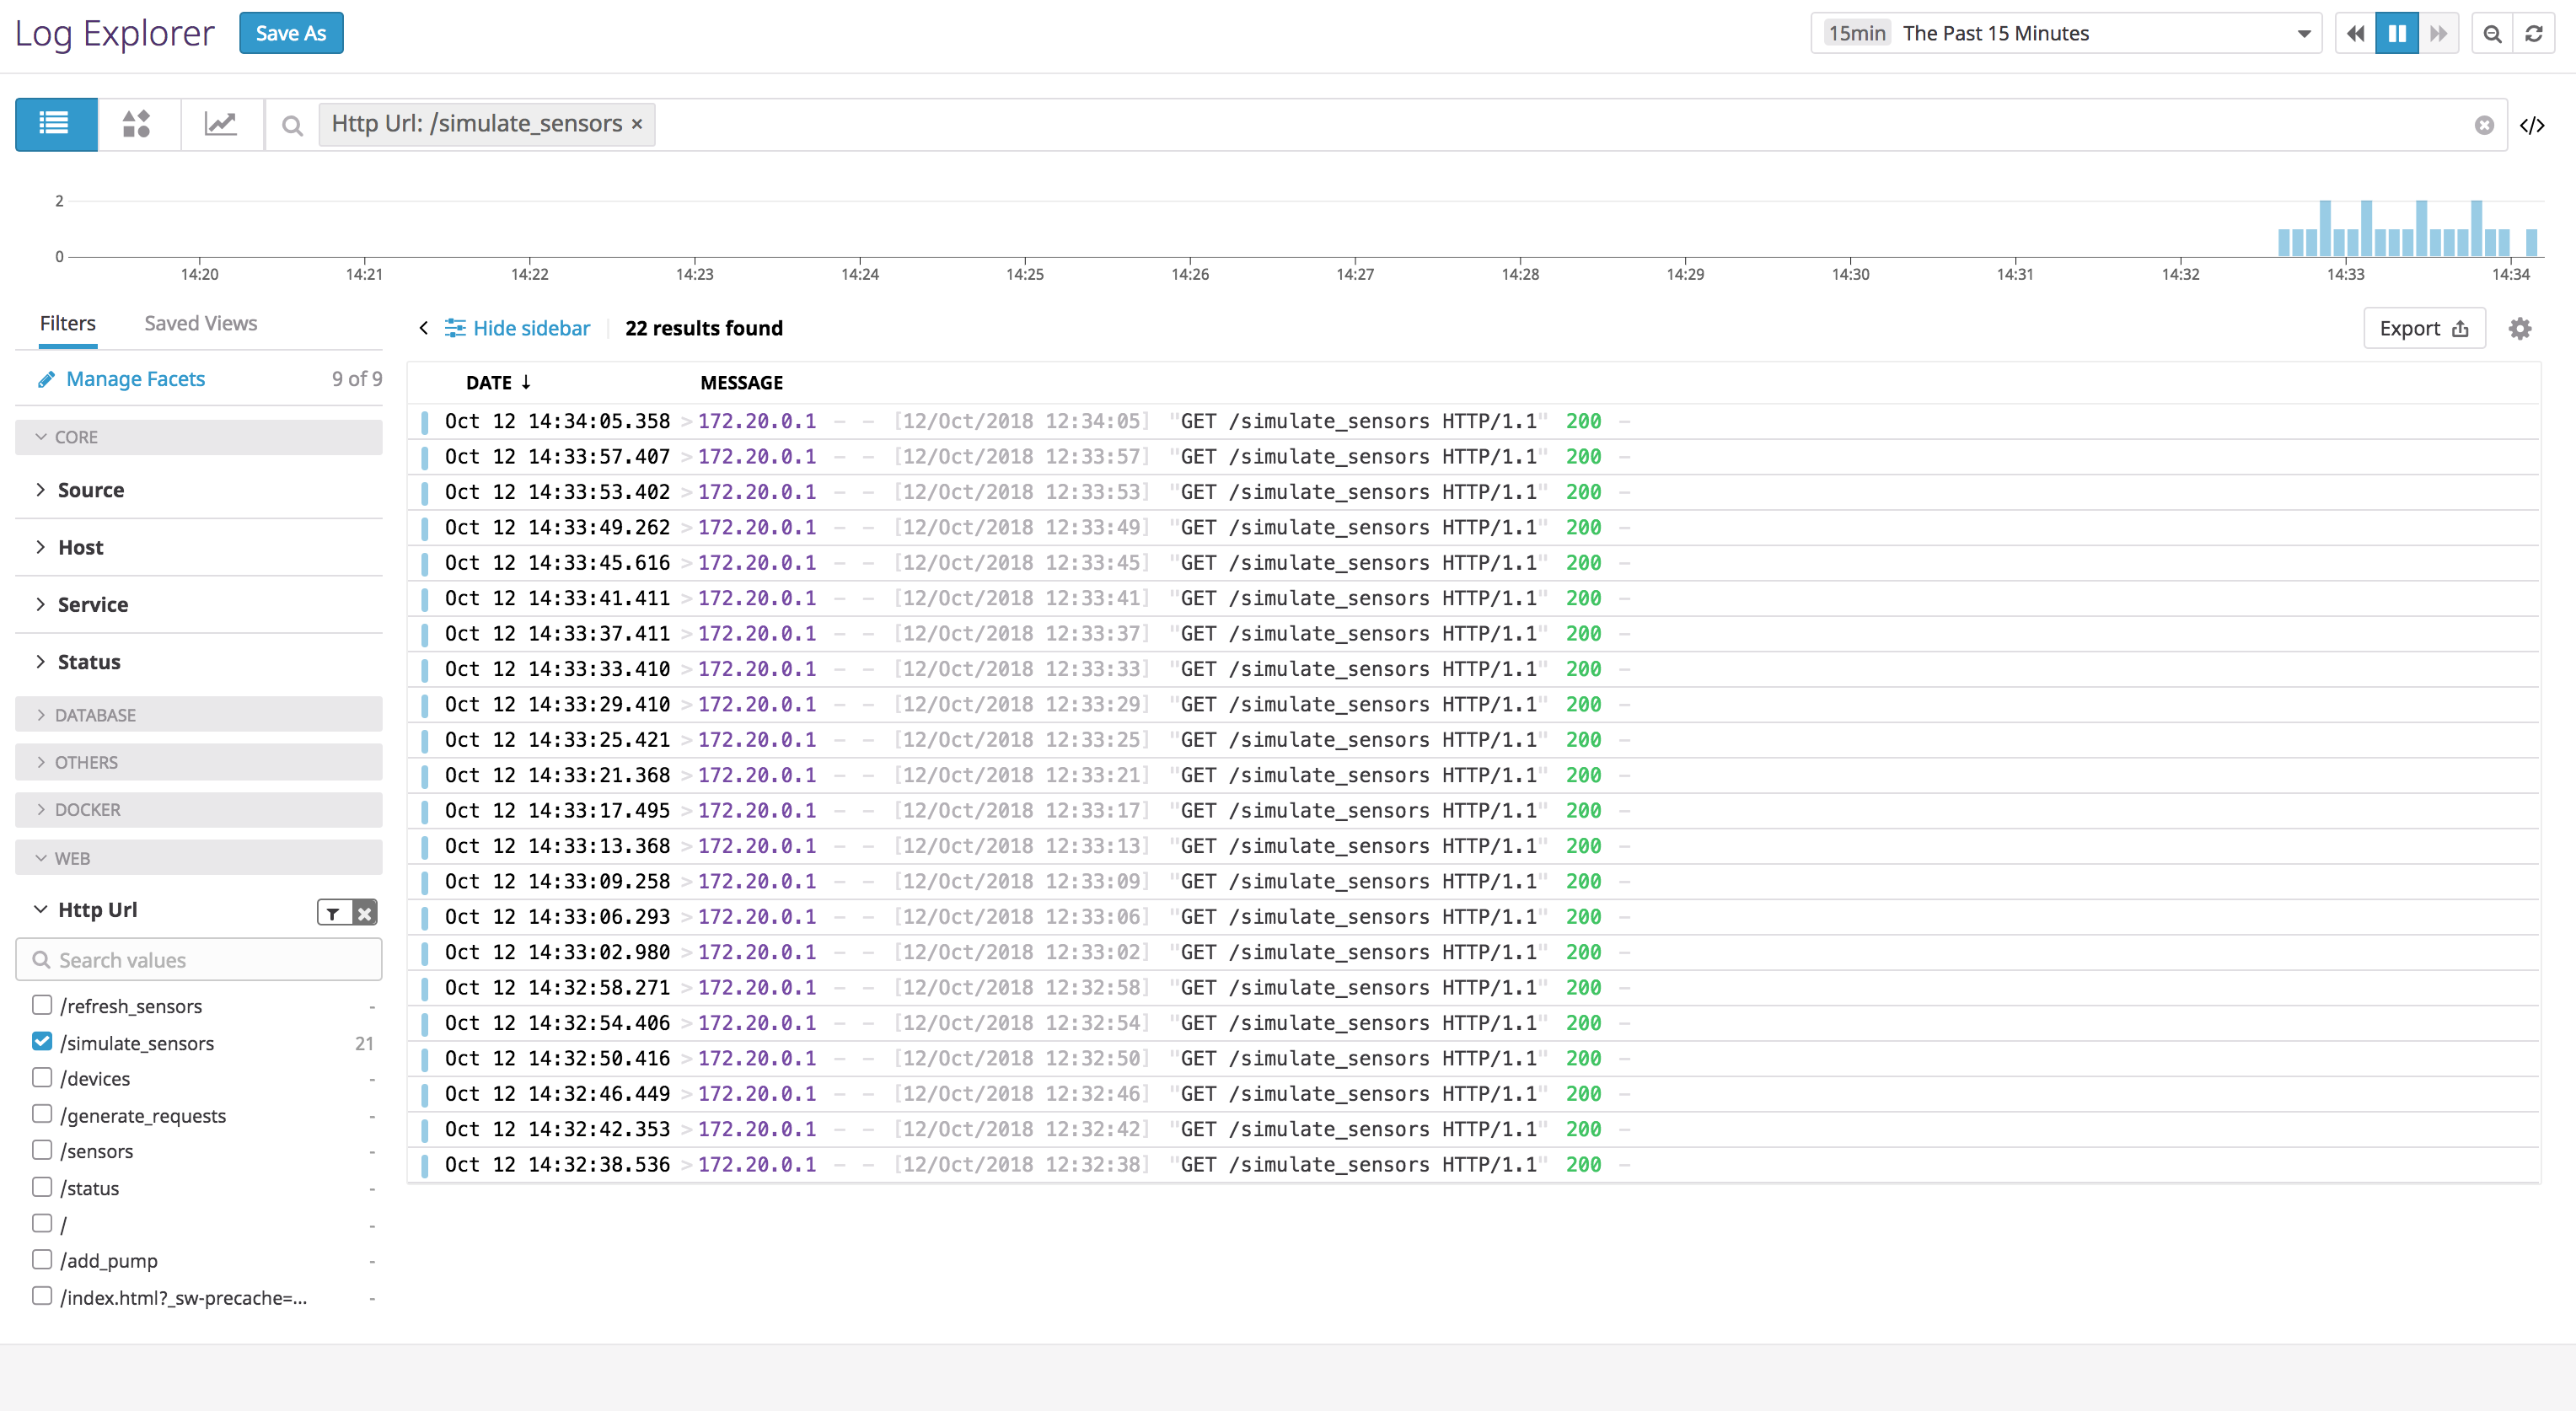 Log Explorer Save As 15min The Past 15 Minutes
Http Url: /simulate_sensors × </>
2
0
14:20 14:21 14:22 14:23 14:24 14:25 14:26 14:27 14:28 14:29 14:30 14:31 14:32 14:33 14:34
Filters Saved Views
Manage Facets 9 of 9
CORE
Source
Host
Service
Status
DATABASE
OTHERS
DOCKER
WEB
Http Url
Search values
/refresh_sensors -
/simulate_sensors 21
/devices -
/generate_requests -
/sensors -
/status -
/ -
/add_pump -
/index.html?_sw-precache=... -
Hide sidebar 22 results found Export
DATE ↓ MESSAGE
Oct 12 14:34:05.358 > 172.20.0.1 - - [12/Oct/2018 12:34:05] "GET /simulate_sensors HTTP/1.1" 200 -
Oct 12 14:33:57.407 > 172.20.0.1 - - [12/Oct/2018 12:33:57] "GET /simulate_sensors HTTP/1.1" 200 -
Oct 12 14:33:53.402 > 172.20.0.1 - - [12/Oct/2018 12:33:53] "GET /simulate_sensors HTTP/1.1" 200 -
Oct 12 14:33:49.262 > 172.20.0.1 - - [12/Oct/2018 12:33:49] "GET /simulate_sensors HTTP/1.1" 200 -
Oct 12 14:33:45.616 > 172.20.0.1 - - [12/Oct/2018 12:33:45] "GET /simulate_sensors HTTP/1.1" 200 -
Oct 12 14:33:41.411 > 172.20.0.1 - - [12/Oct/2018 12:33:41] "GET /simulate_sensors HTTP/1.1" 200 -
Oct 12 14:33:37.411 > 172.20.0.1 - - [12/Oct/2018 12:33:37] "GET /simulate_sensors HTTP/1.1" 200 -
Oct 12 14:33:33.410 > 172.20.0.1 - - [12/Oct/2018 12:33:33] "GET /simulate_sensors HTTP/1.1" 200 -
Oct 12 14:33:29.410 > 172.20.0.1 - - [12/Oct/2018 12:33:29] "GET /simulate_sensors HTTP/1.1" 200 -
Oct 12 14:33:25.421 > 172.20.0.1 - - [12/Oct/2018 12:33:25] "GET /simulate_sensors HTTP/1.1" 200 -
Oct 12 14:33:21.368 > 172.20.0.1 - - [12/Oct/2018 12:33:21] "GET /simulate_sensors HTTP/1.1" 200 -
Oct 12 14:33:17.495 > 172.20.0.1 - - [12/Oct/2018 12:33:17] "GET /simulate_sensors HTTP/1.1" 200 -
Oct 12 14:33:13.368 > 172.20.0.1 - - [12/Oct/2018 12:33:13] "GET /simulate_sensors HTTP/1.1" 200 -
Oct 12 14:33:09.258 > 172.20.0.1 - - [12/Oct/2018 12:33:09] "GET /simulate_sensors HTTP/1.1" 200 -
Oct 12 14:33:06.293 > 172.20.0.1 - - [12/Oct/2018 12:33:06] "GET /simulate_sensors HTTP/1.1" 200 -
Oct 12 14:33:02.980 > 172.20.0.1 - - [12/Oct/2018 12:33:02] "GET /simulate_sensors HTTP/1.1" 200 -
Oct 12 14:32:58.271 > 172.20.0.1 - - [12/Oct/2018 12:32:58] "GET /simulate_sensors HTTP/1.1" 200 -
Oct 12 14:32:54.406 > 172.20.0.1 - - [12/Oct/2018 12:32:54] "GET /simulate_sensors HTTP/1.1" 200 -
Oct 12 14:32:50.416 > 172.20.0.1 - - [12/Oct/2018 12:32:50] "GET /simulate_sensors HTTP/1.1" 200 -
Oct 12 14:32:46.449 > 172.20.0.1 - - [12/Oct/2018 12:32:46] "GET /simulate_sensors HTTP/1.1" 200 -
Oct 12 14:32:42.353 > 172.20.0.1 - - [12/Oct/2018 12:32:42] "GET /simulate_sensors HTTP/1.1" 200 -
Oct 12 14:32:38.536 > 172.20.0.1 - - [12/Oct/2018 12:32:38] "GET /simulate_sensors HTTP/1.1" 200 -